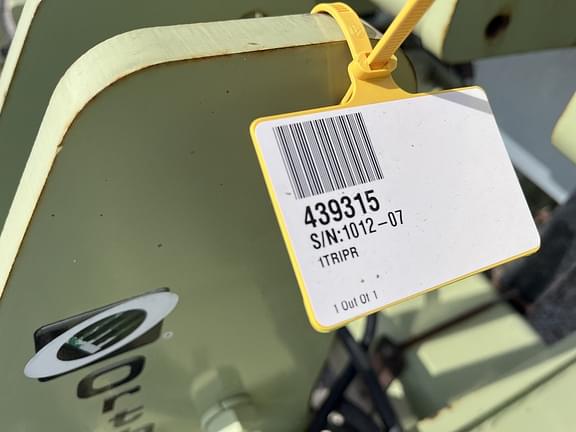 439315
S/N:1012-07
1TRIPR
1 Out Of 1